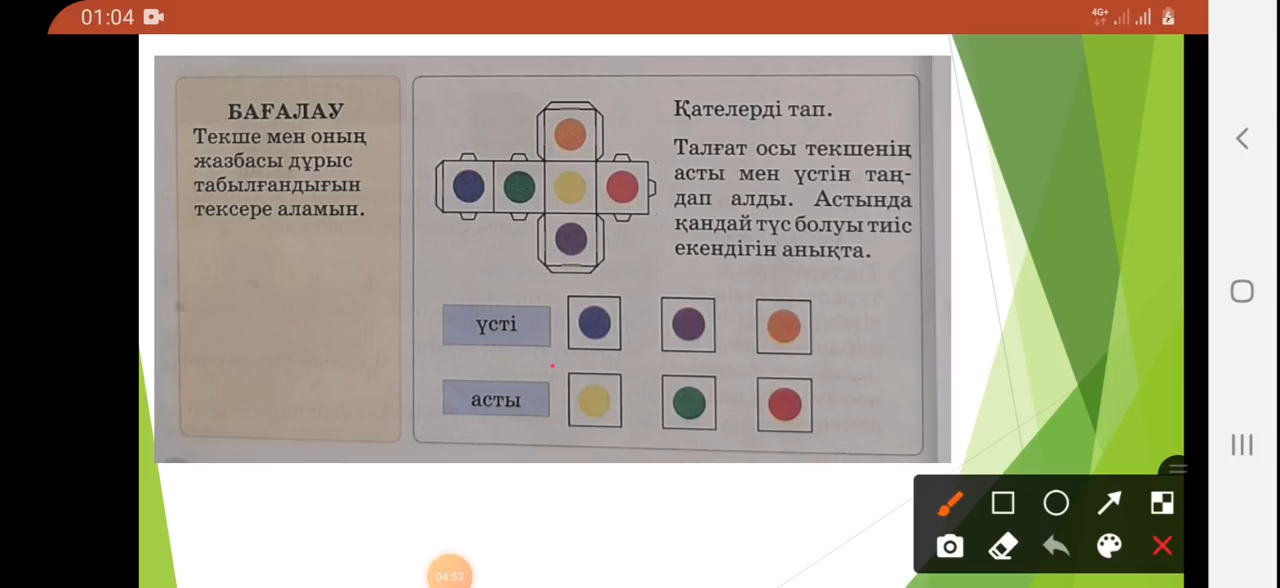 01:04
4G+
БАҒАЛАУ
Текше мен оның
жазбасы дұрыс
табылғандығын
тексере аламын.
Қателерді тап.
Талғат осы текшенің
асты мен үстін таң-
дап алды. Астында
қандай түс болуы тиіс
екендігін анықта.
үсті
асты
04:53